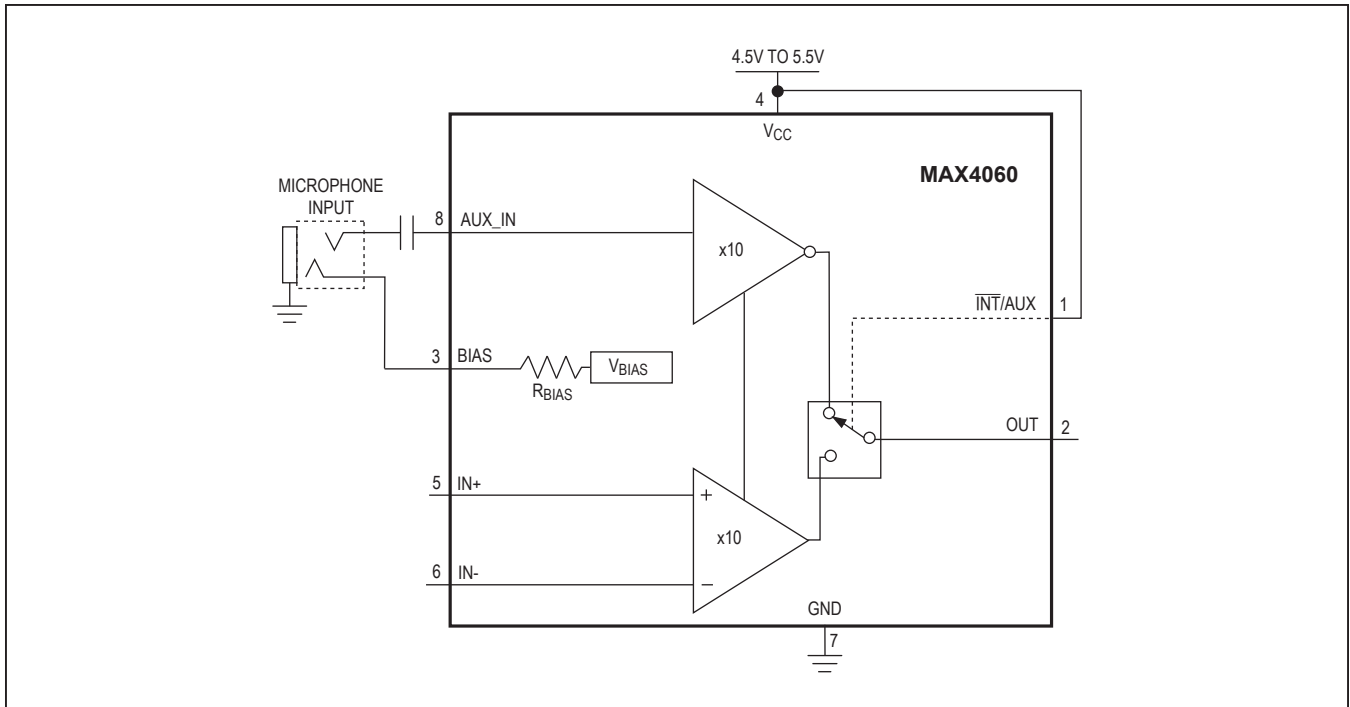 4.5V TO 5.5V
4
VCC
MAX4060
MICROPHONE
INPUT
8
AUX_IN
x10
INT/AUX
1
3
BIAS
RBIAS
VBIAS
OUT
2
5
IN+
+
x10
6
IN-
−
GND
7